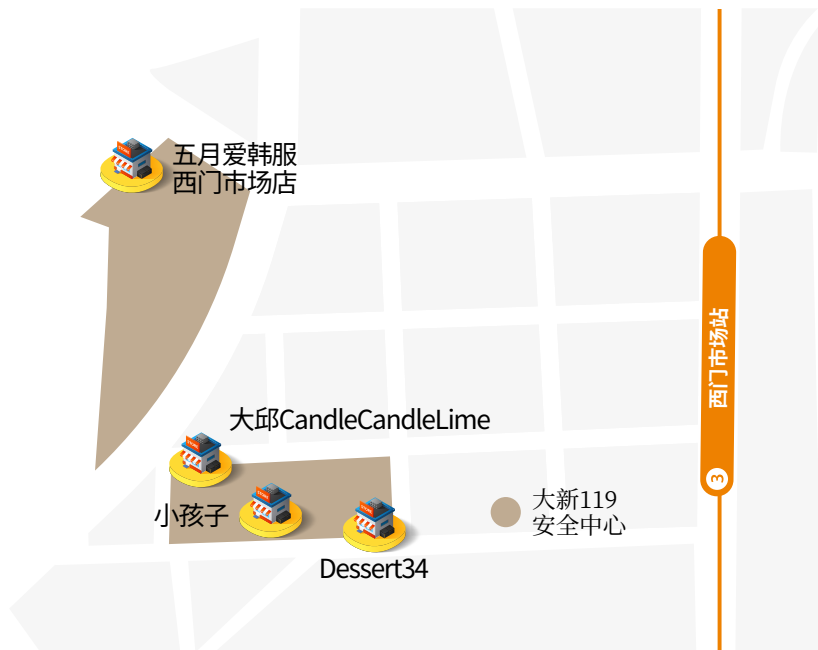 五月爱韩服
西门市场店
西门市场站
3
大邱CandleCandleLime
小孩子
大新119
安全中心
Dessert34